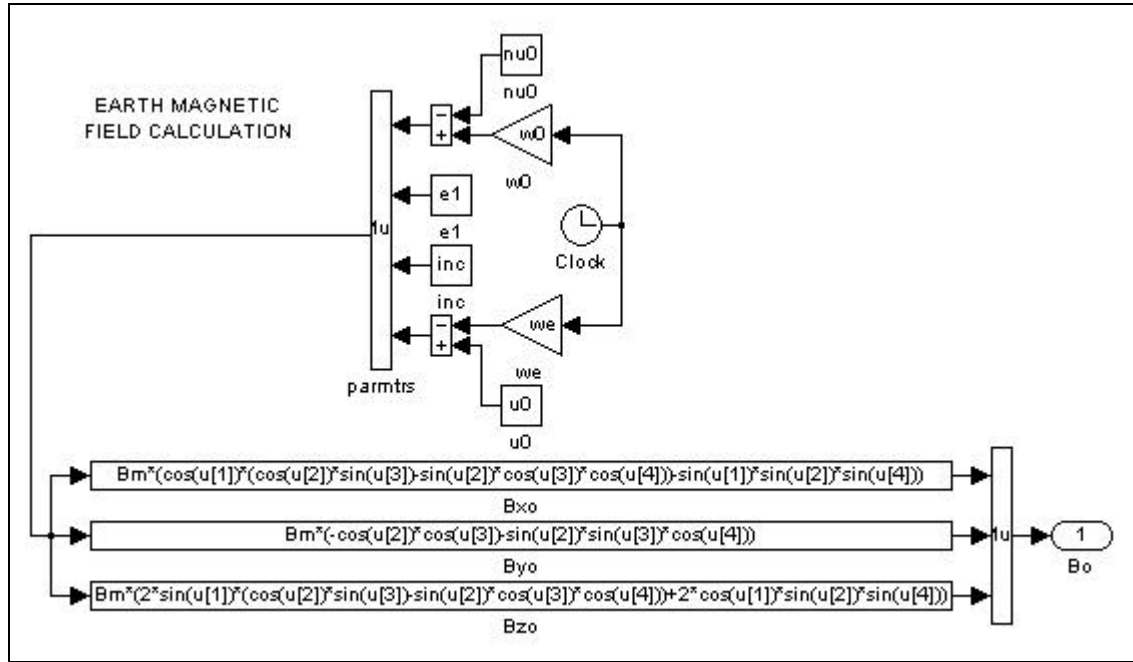 nu0
nu0
EARTH MAGNETIC
FIELD CALCULATION
-
+
w0
w0
e1
e1
1u
Clock
inc
inc
-
+
we
we
parmtrs
u0
u0
Bm*(cos(u[1])*(cos(u[2])*sin(u[3])-sin(u[2])*cos(u[3])*cos(u[4]))-sin(u[1])*sin(u[2])*sin(u[4]))
Bxo
Bm*(-cos(u[2])*cos(u[3])-sin(u[2])*sin(u[3])*cos(u[4]))
1u
1
Byo
Bo
Bm*(2*sin(u[1])*(cos(u[2])*sin(u[3])-sin(u[2])*cos(u[3])*cos(u[4]))+2*cos(u[1])*sin(u[2])*sin(u[4]))
Bzo